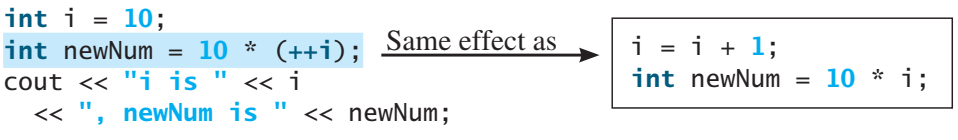 int i = 10;
int newNum = 10 * (++i);
cout << "i is " << i
  << ", newNum is " << newNum;
Same effect as
i = i + 1;
int newNum = 10 * i;